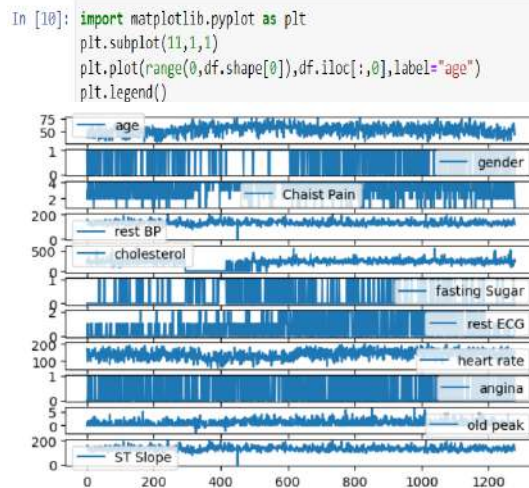 In [10]: import matplotlib.pyplot as plt
plt.subplot(11,1,1)
plt.plot(range(0,df.shape[0]),df.iloc[:,0],label="age")
plt.legend()
75
50
age
1
0
gender
4
2
Chaist Pain
200
0
rest BP
500
0
cholesterol
1
0
fasting Sugar
2
0
rest ECG
200
100
heart rate
1
0
angina
5
0
old peak
200
0
ST Slope
0 200 400 600 800 1000 1200